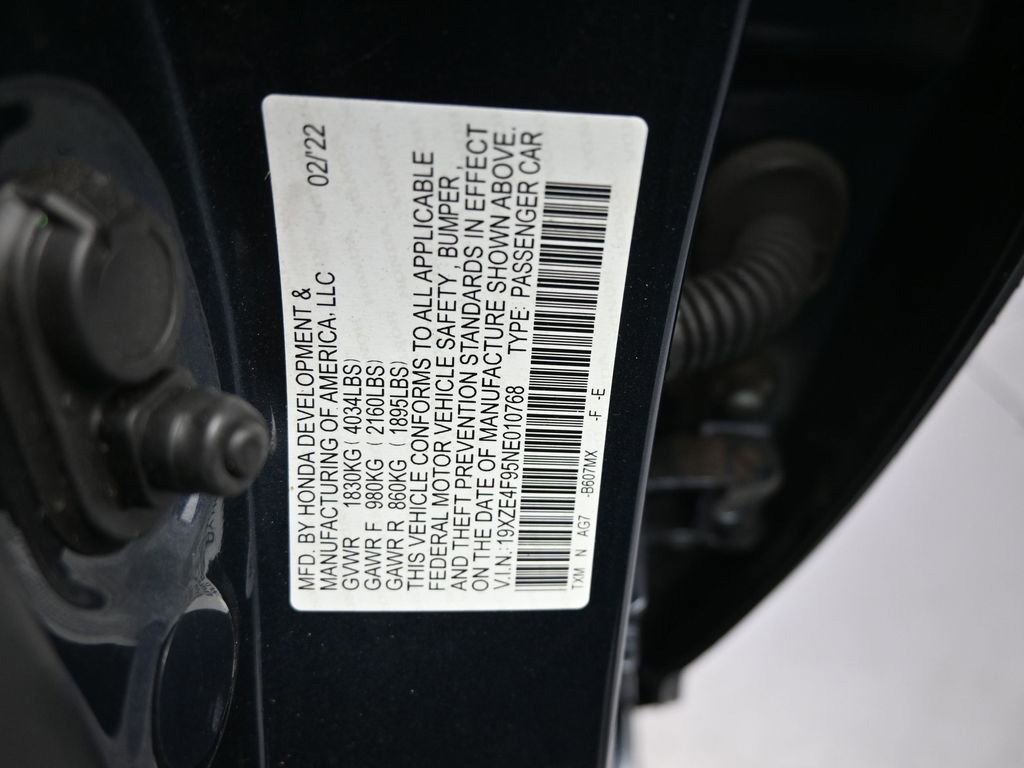 MFD. BY HONDA DEVELOPMENT & 02/'22
MANUFACTURING OF AMERICA, LLC
GVWR 1830KG ( 4034LBS)
GAWR F 980KG ( 2160LBS)
GAWR R 860KG ( 1895LBS)
THIS VEHICLE CONFORMS TO ALL APPLICABLE
FEDERAL MOTOR VEHICLE SAFETY , BUMPER ,
AND THEFT PREVENTION STANDARDS IN EFFECT
ON THE DATE OF MANUFACTURE SHOWN ABOVE.
V.I.N.:19XZE4F95NE010768 TYPE: PASSENGER CAR
TXM N AG7 -B607MX -F -E